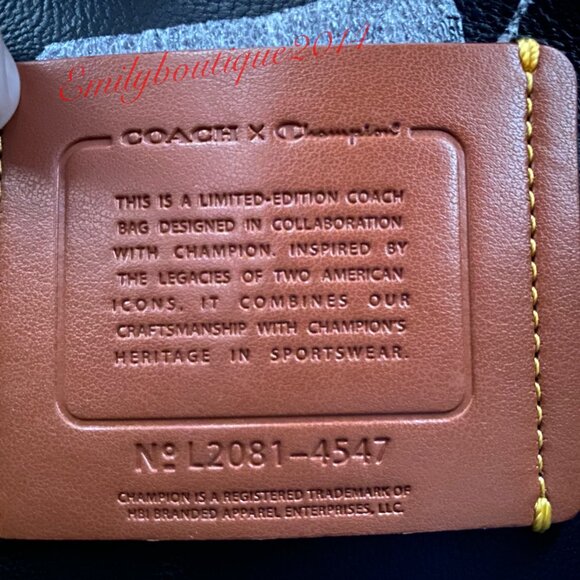 Emilyboutique2014
COACH × Champion
THIS IS A LIMITED-EDITION COACH
BAG DESIGNED IN COLLABORATION
WITH CHAMPION. INSPIRED BY
THE LEGACIES OF TWO AMERICAN
ICONS, IT COMBINES OUR
CRAFTSMANSHIP WITH CHAMPION'S
HERITAGE IN SPORTSWEAR.
Nº L2081-4547
CHAMPION IS A REGISTERED TRADEMARK OF
HBI BRANDED APPAREL ENTERPRISES, LLC.